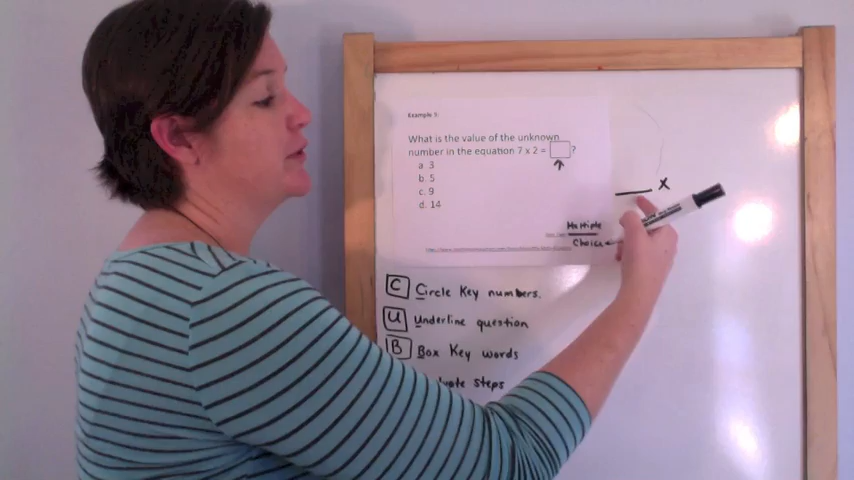 Example 3:
What is the value of the unknown
number in the equation 7 x 2 = ?
a. 3
b. 5
c. 9
d. 14
Multiple
Choice
x
C Circle Key numbers.
U Underline question
B Box Key words
steps